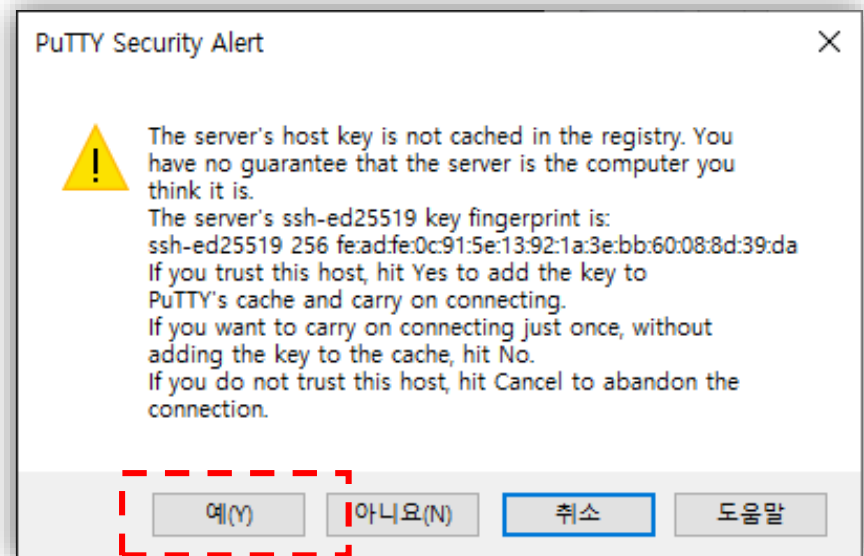 PuTTY Security Alert
The server's host key is not cached in the registry. You
have no guarantee that the server is the computer you
think it is.
The server's ssh-ed25519 key fingerprint is:
ssh-ed25519 256 fe:ad:fe:0c:91:5e:13:92:1a:3e:bb:60:08:8d:39:da
If you trust this host, hit Yes to add the key to
PuTTY's cache and carry on connecting.
If you want to carry on connecting just once, without
adding the key to the cache, hit No.
If you do not trust this host, hit Cancel to abandon the
connection.
예(Y) 아니요(N) 취소 도움말